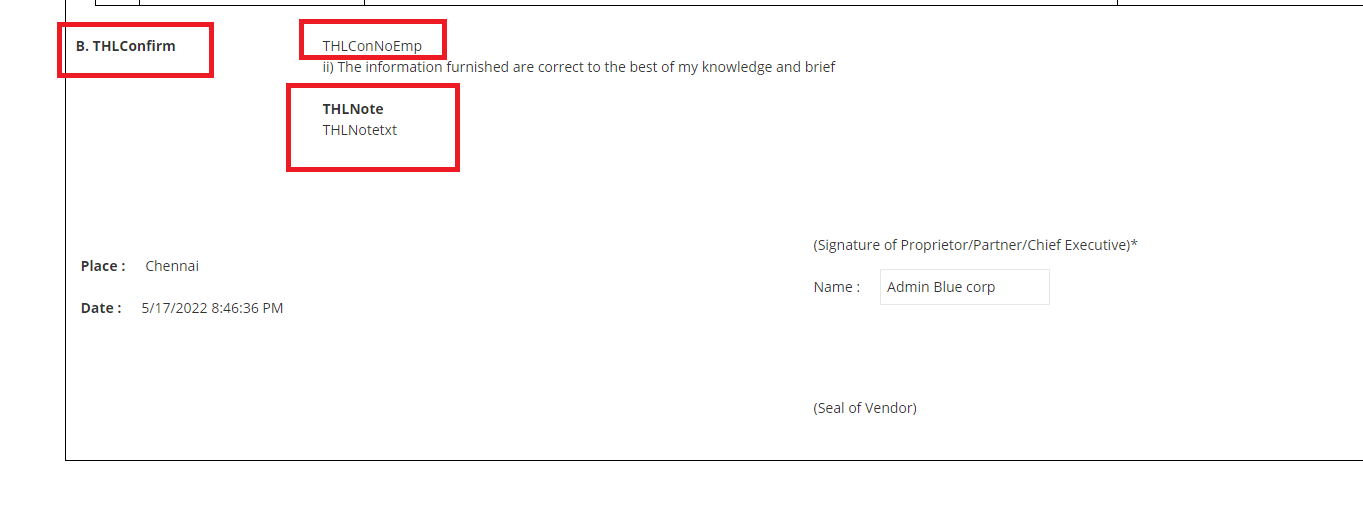 B. THLConfirm
THLConNoEmp
ii) The information furnished are correct to the best of my knowledge and brief
THLNote
THLNotetxt
(Signature of Proprietor/Partner/Chief Executive)*
Place : Chennai
Name : Admin Blue corp
Date : 5/17/2022 8:46:36 PM
(Seal of Vendor)